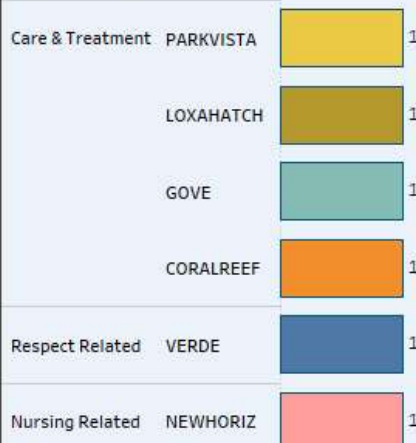 Care & Treatment PARKVISTA 1
LOXAHATCH 1
GOVE 1
CORALREEF 1
Respect Related VERDE 1
Nursing Related NEWHORIZ 1